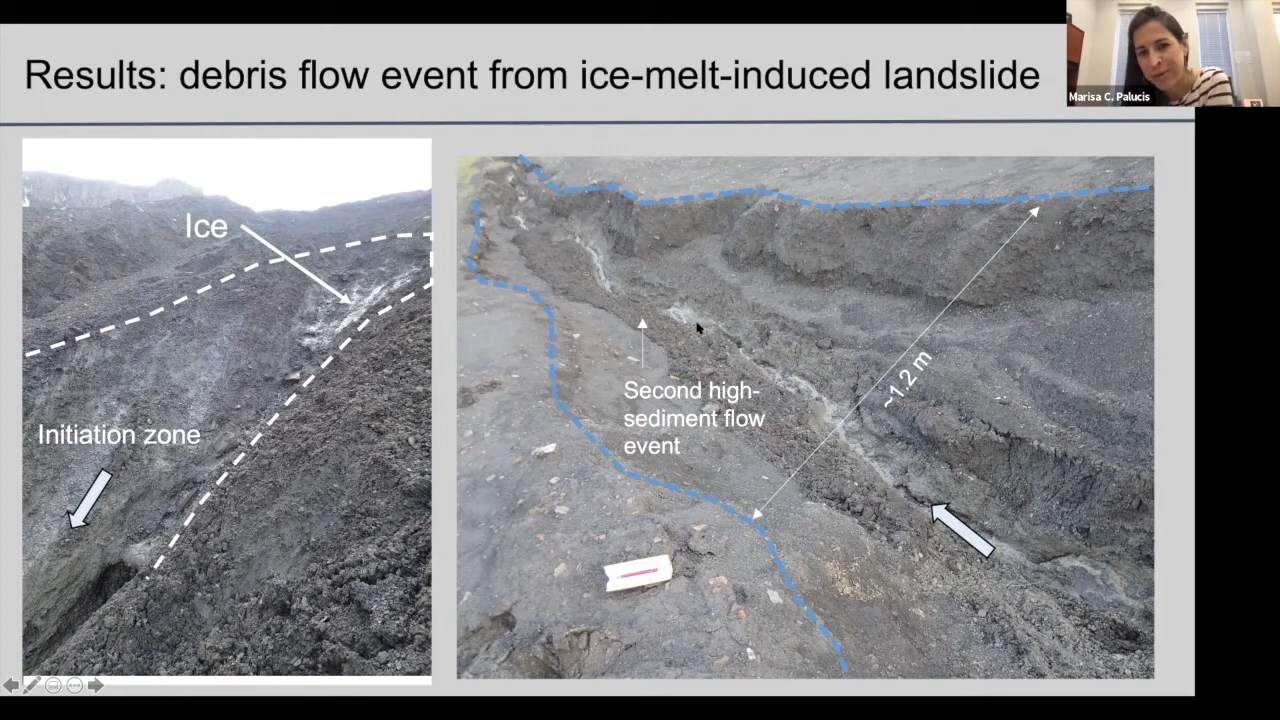 Results: debris flow event from ice-melt-induced landslide
Marisa C. Palucis
Ice
Initiation zone
Second high-
sediment flow
event
~1.2 m